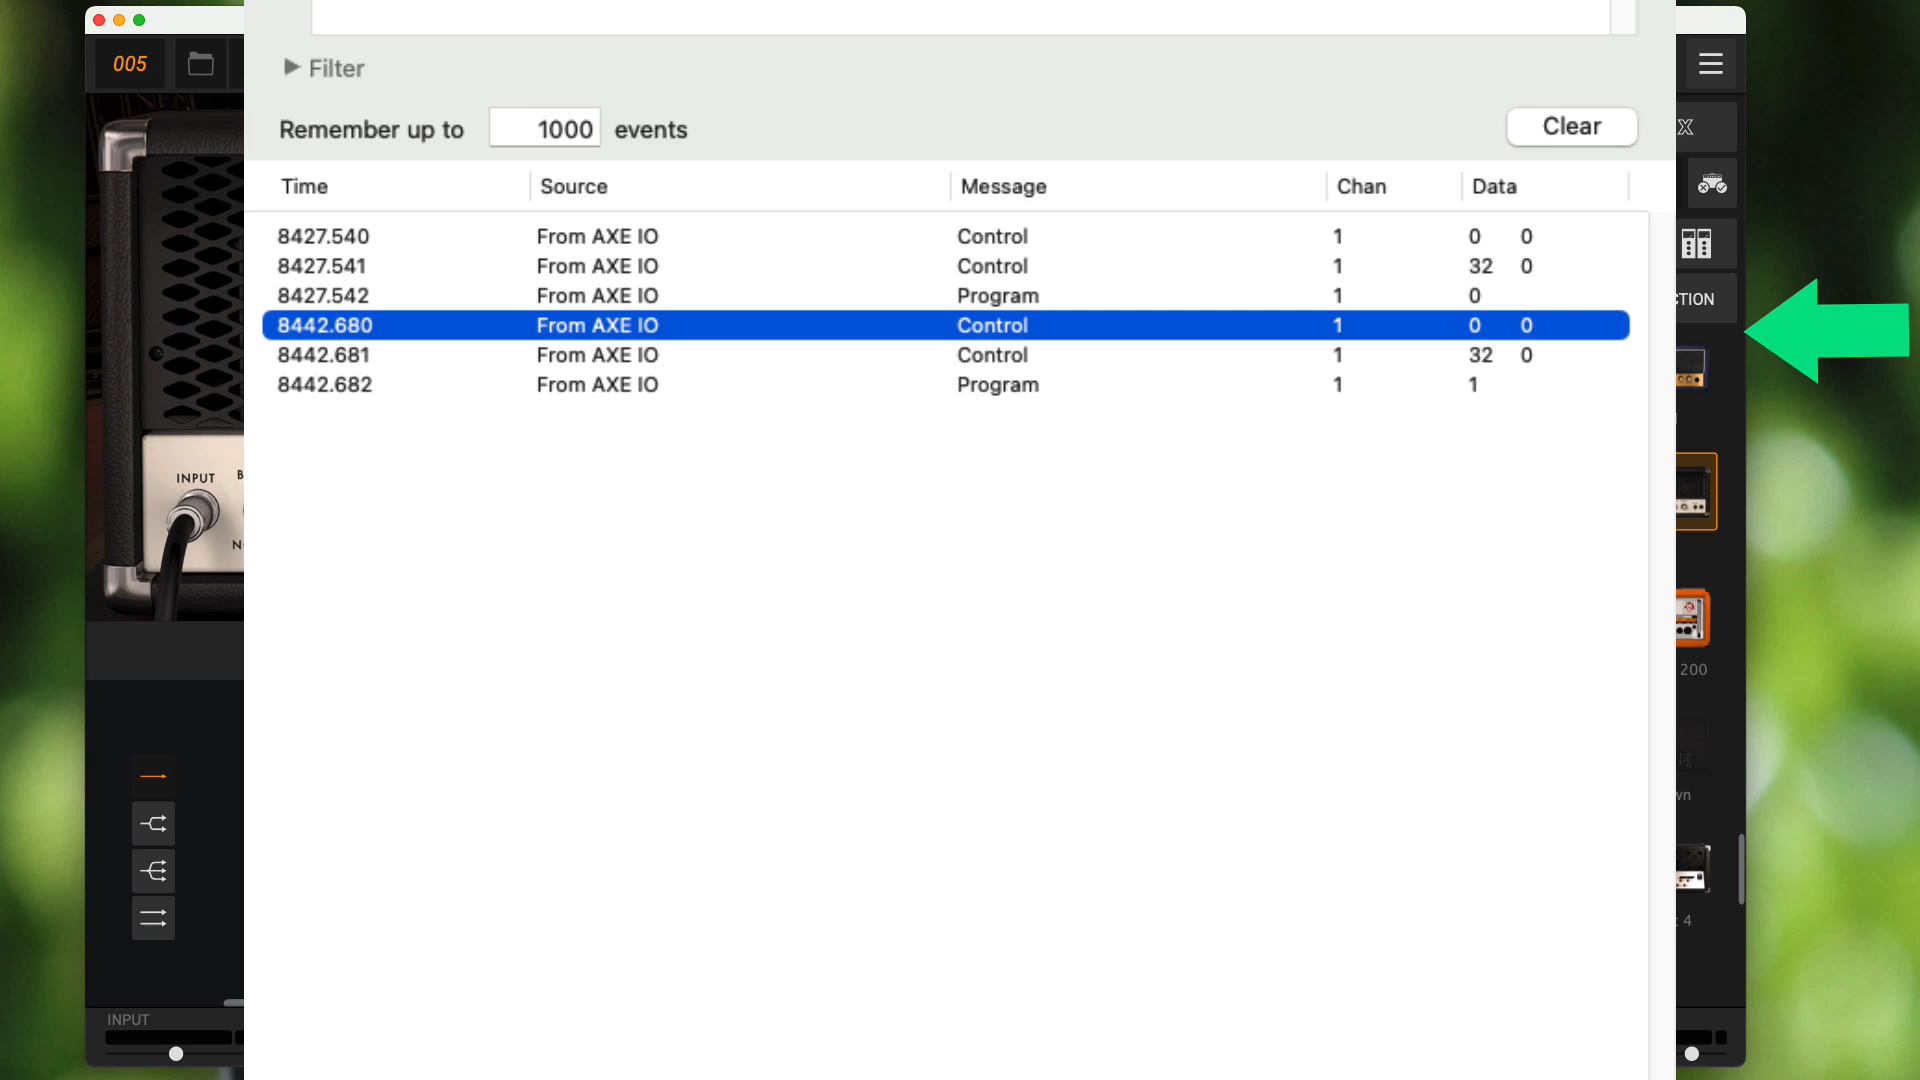 005
Filter
Remember up to 1000 events
Clear
X
Time Source Message Chan Data
8427.540 From AXE IO Control 1 0 0
8427.541 From AXE IO Control 1 32 0
8427.542 From AXE IO Program 1 0
8442.680 From AXE IO Control 1 0 0
8442.681 From AXE IO Control 1 32 0
8442.682 From AXE IO Program 1 1
CTION
INPUT
B
N
200
wn
4
INPUT